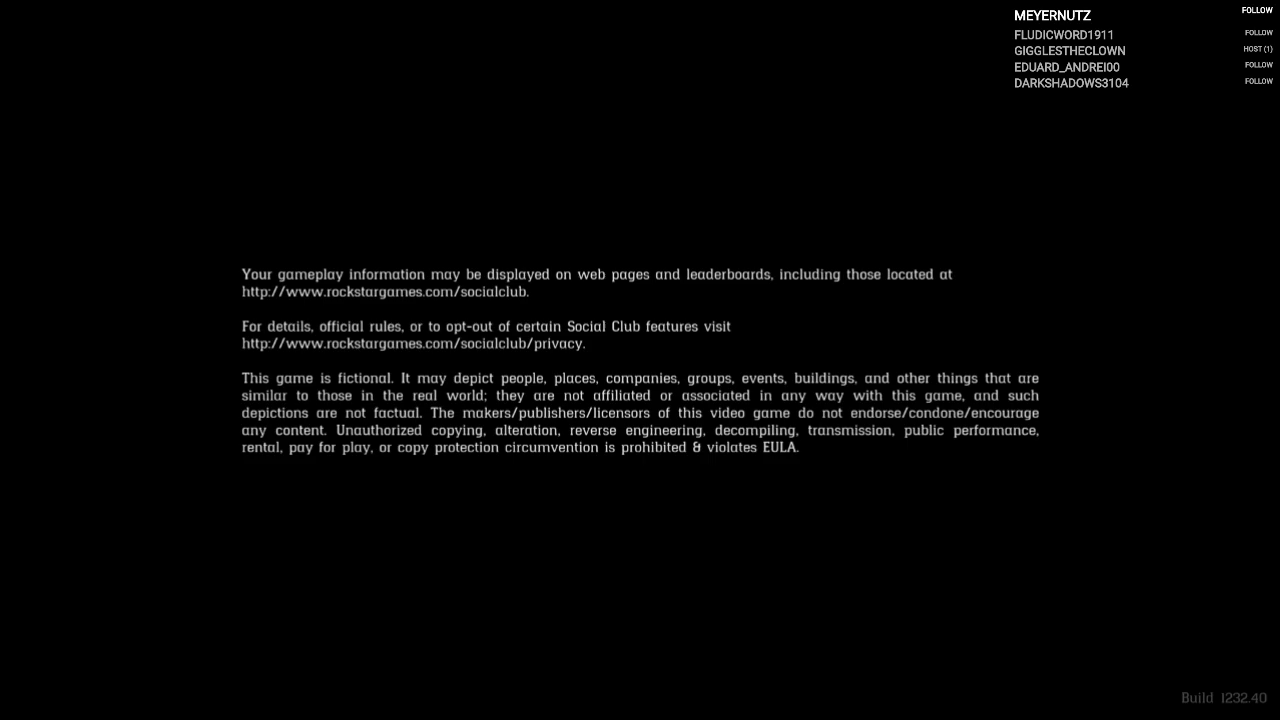 MEYERNUTZ FOLLOW
FLUDICWORD1911 FOLLOW
GIGGLESTHECLOWN HOST (1)
EDUARD_ANDREI00 FOLLOW
DARKSHADOWS3104 FOLLOW
Your gameplay information may be displayed on web pages and leaderboards, including those located at
http://www.rockstargames.com/socialclub.
For details, official rules, or to opt-out of certain Social Club features visit
http://www.rockstargames.com/socialclub/privacy.
This game is fictional. It may depict people, places, companies, groups, events, buildings, and other things that are
similar to those in the real world; they are not affiliated or associated in any way with this game, and such
depictions are not factual. The makers/publishers/licensors of this video game do not endorse/condone/encourage
any content. Unauthorized copying, alteration, reverse engineering, decompiling, transmission, public performance,
rental, pay for play, or copy protection circumvention is prohibited & violates EULA.
Build 1232.40